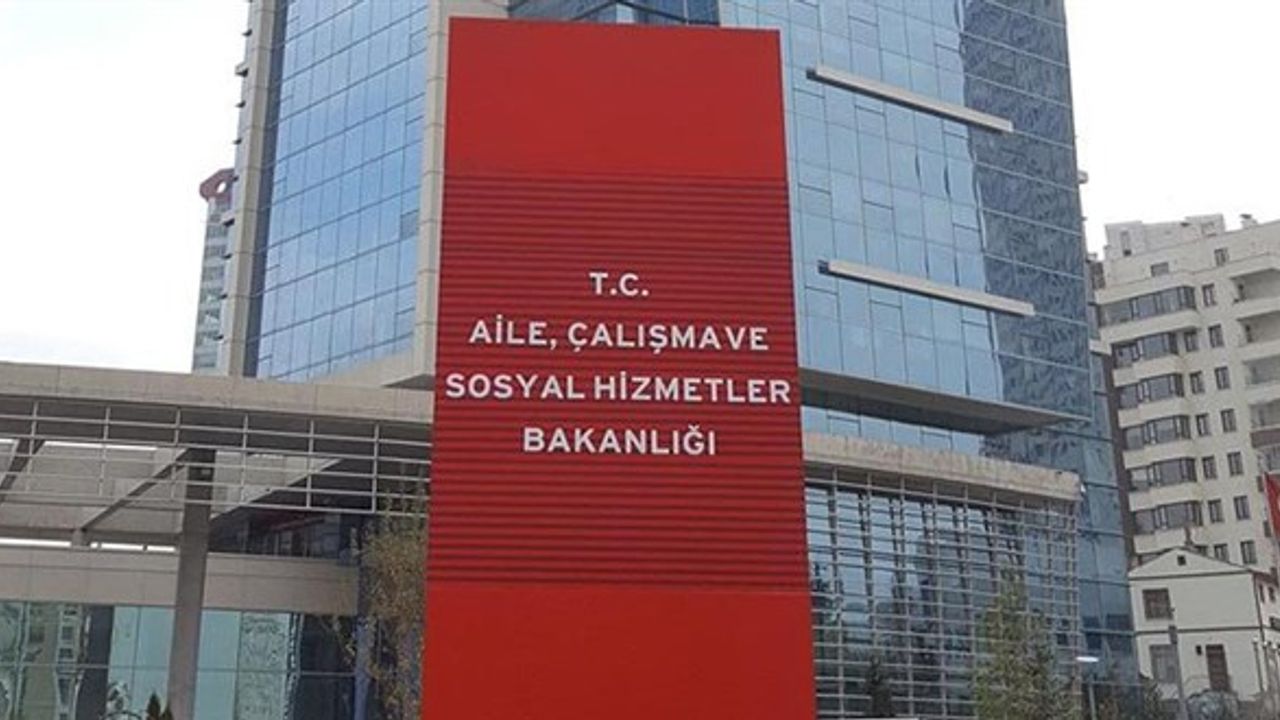 T.C.
AİLE, ÇALIŞMAVE
SOSYAL HİZMETLER
BAKANLIĞI